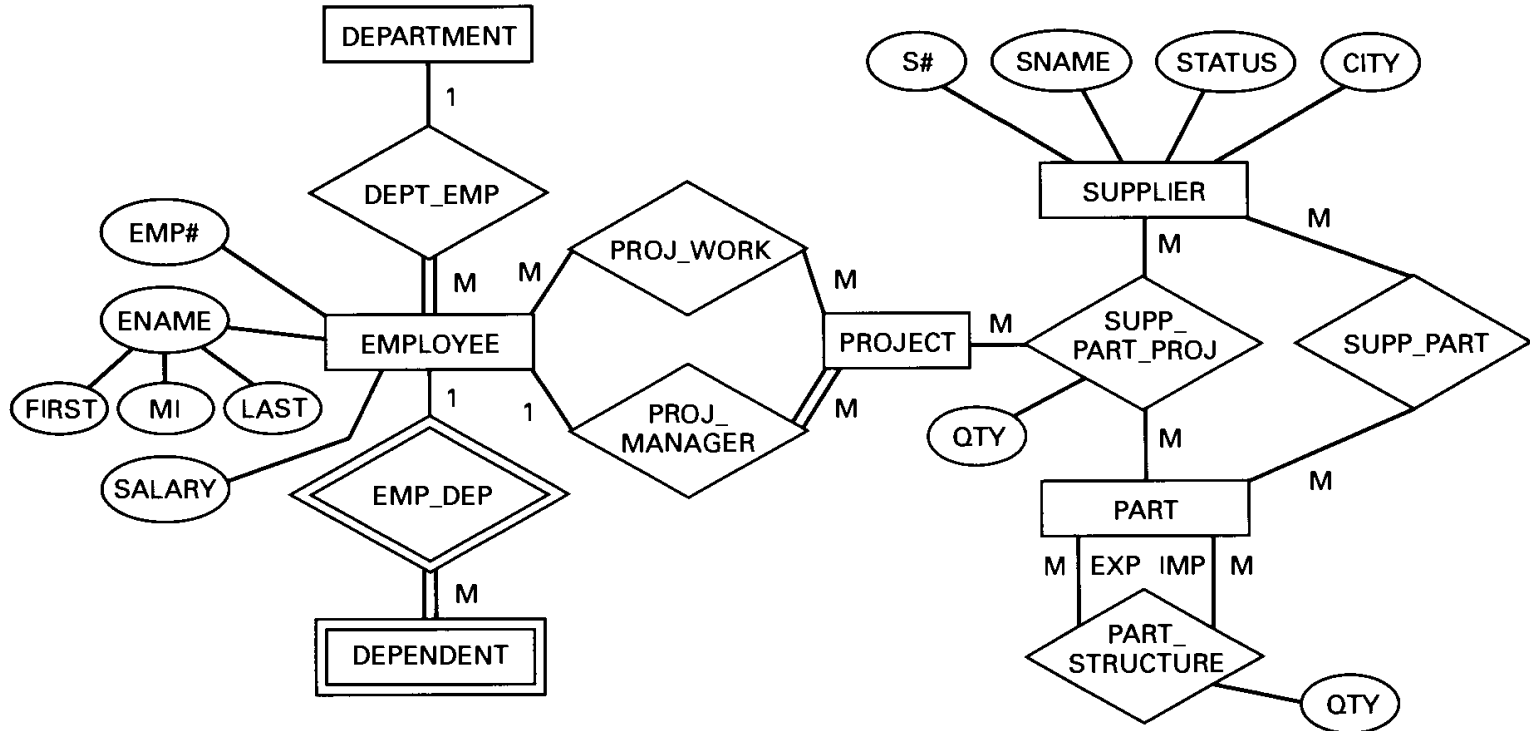 DEPARTMENT
1
DEPT_EMP
M
EMP#
ENAME
FIRST
MI
LAST
SALARY
EMPLOYEE
1
EMP_DEP
M
DEPENDENT
M
PROJ_WORK
M
1
PROJ_
MANAGER
M
PROJECT
M
S#
SNAME
STATUS
CITY
SUPPLIER
M
M
SUPP_
PART_PROJ
SUPP_PART
QTY
M
M
PART
M
EXP
IMP
M
PART_
STRUCTURE
QTY